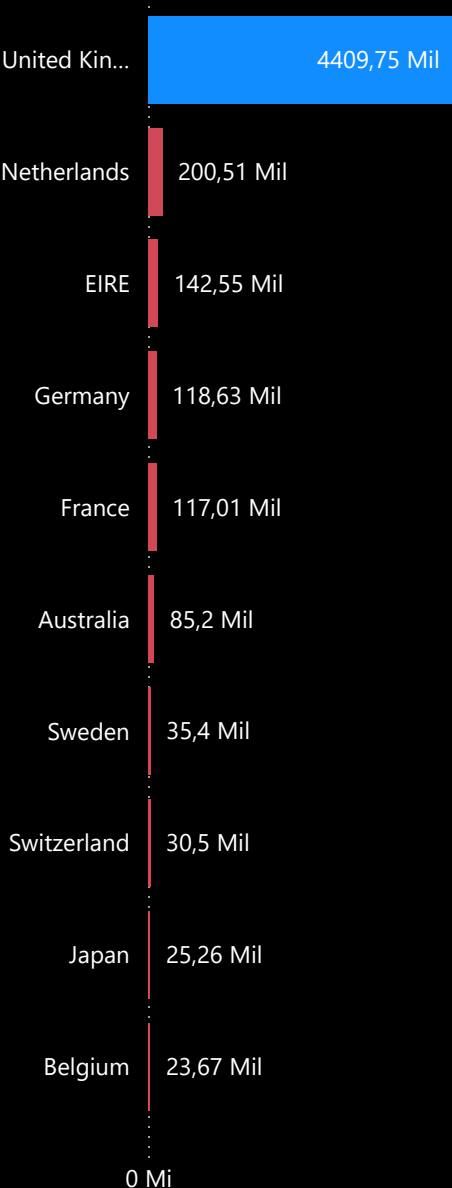 United Kin... 4409,75 Mil
Netherlands 200,51 Mil
EIRE 142,55 Mil
Germany 118,63 Mil
France 117,01 Mil
Australia 85,2 Mil
Sweden 35,4 Mil
Switzerland 30,5 Mil
Japan 25,26 Mil
Belgium 23,67 Mil
0 Mi